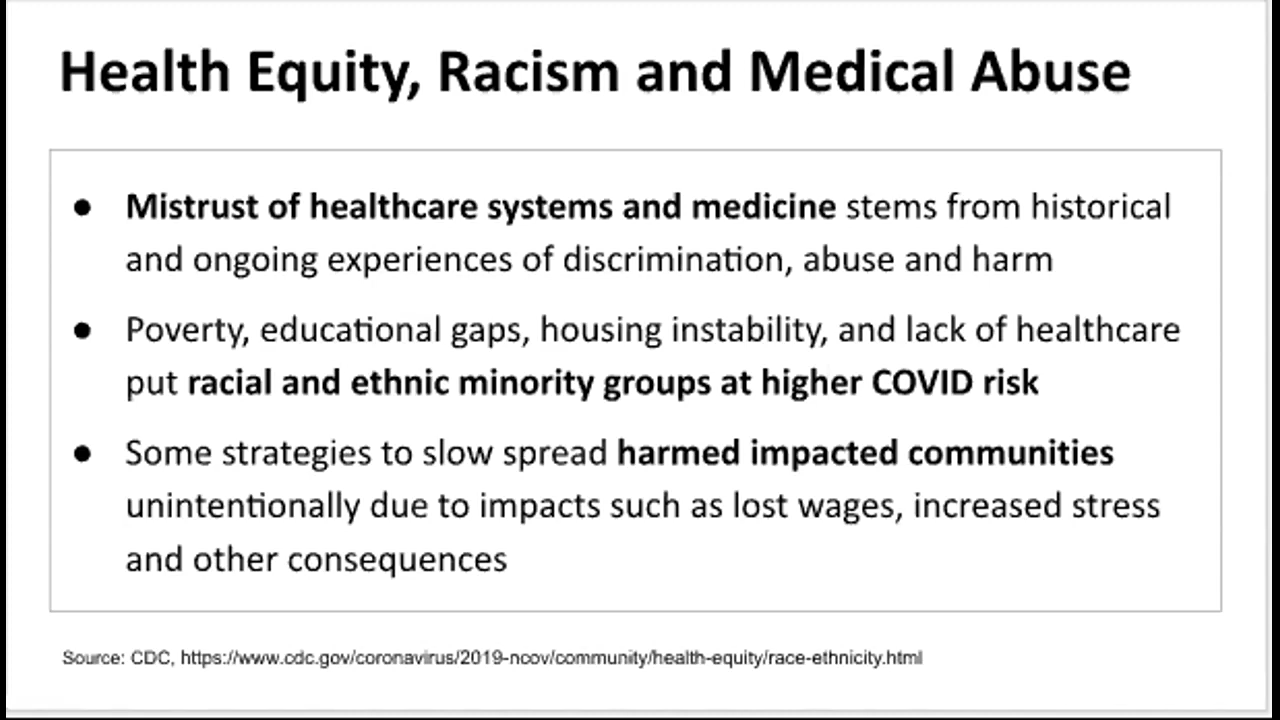 Health Equity, Racism and Medical Abuse
● Mistrust of healthcare systems and medicine stems from historical
and ongoing experiences of discrimination, abuse and harm
● Poverty, educational gaps, housing instability, and lack of healthcare
put racial and ethnic minority groups at higher COVID risk
● Some strategies to slow spread harmed impacted communities
unintentionally due to impacts such as lost wages, increased stress
and other consequences
Source: CDC, https://www.cdc.gov/coronavirus/2019-ncov/community/health-equity/race-ethnicity.html